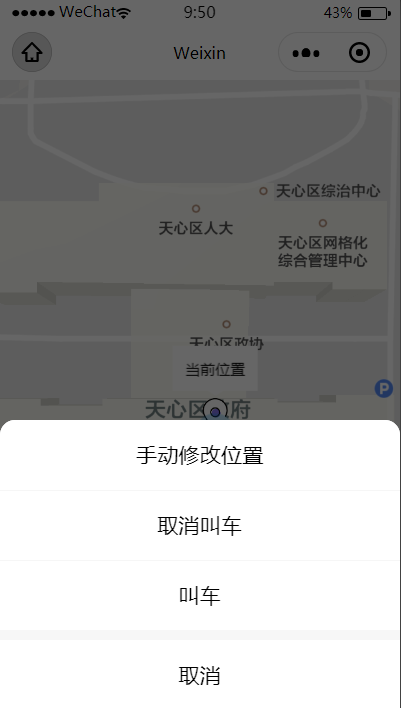 WeChat 9:50 43%
Weixin
天心区综治中心
天心区人大
天心区网格化
综合管理中心
天心区政协
当前位置
P
天心区政府
手动修改位置
取消叫车
叫车
取消